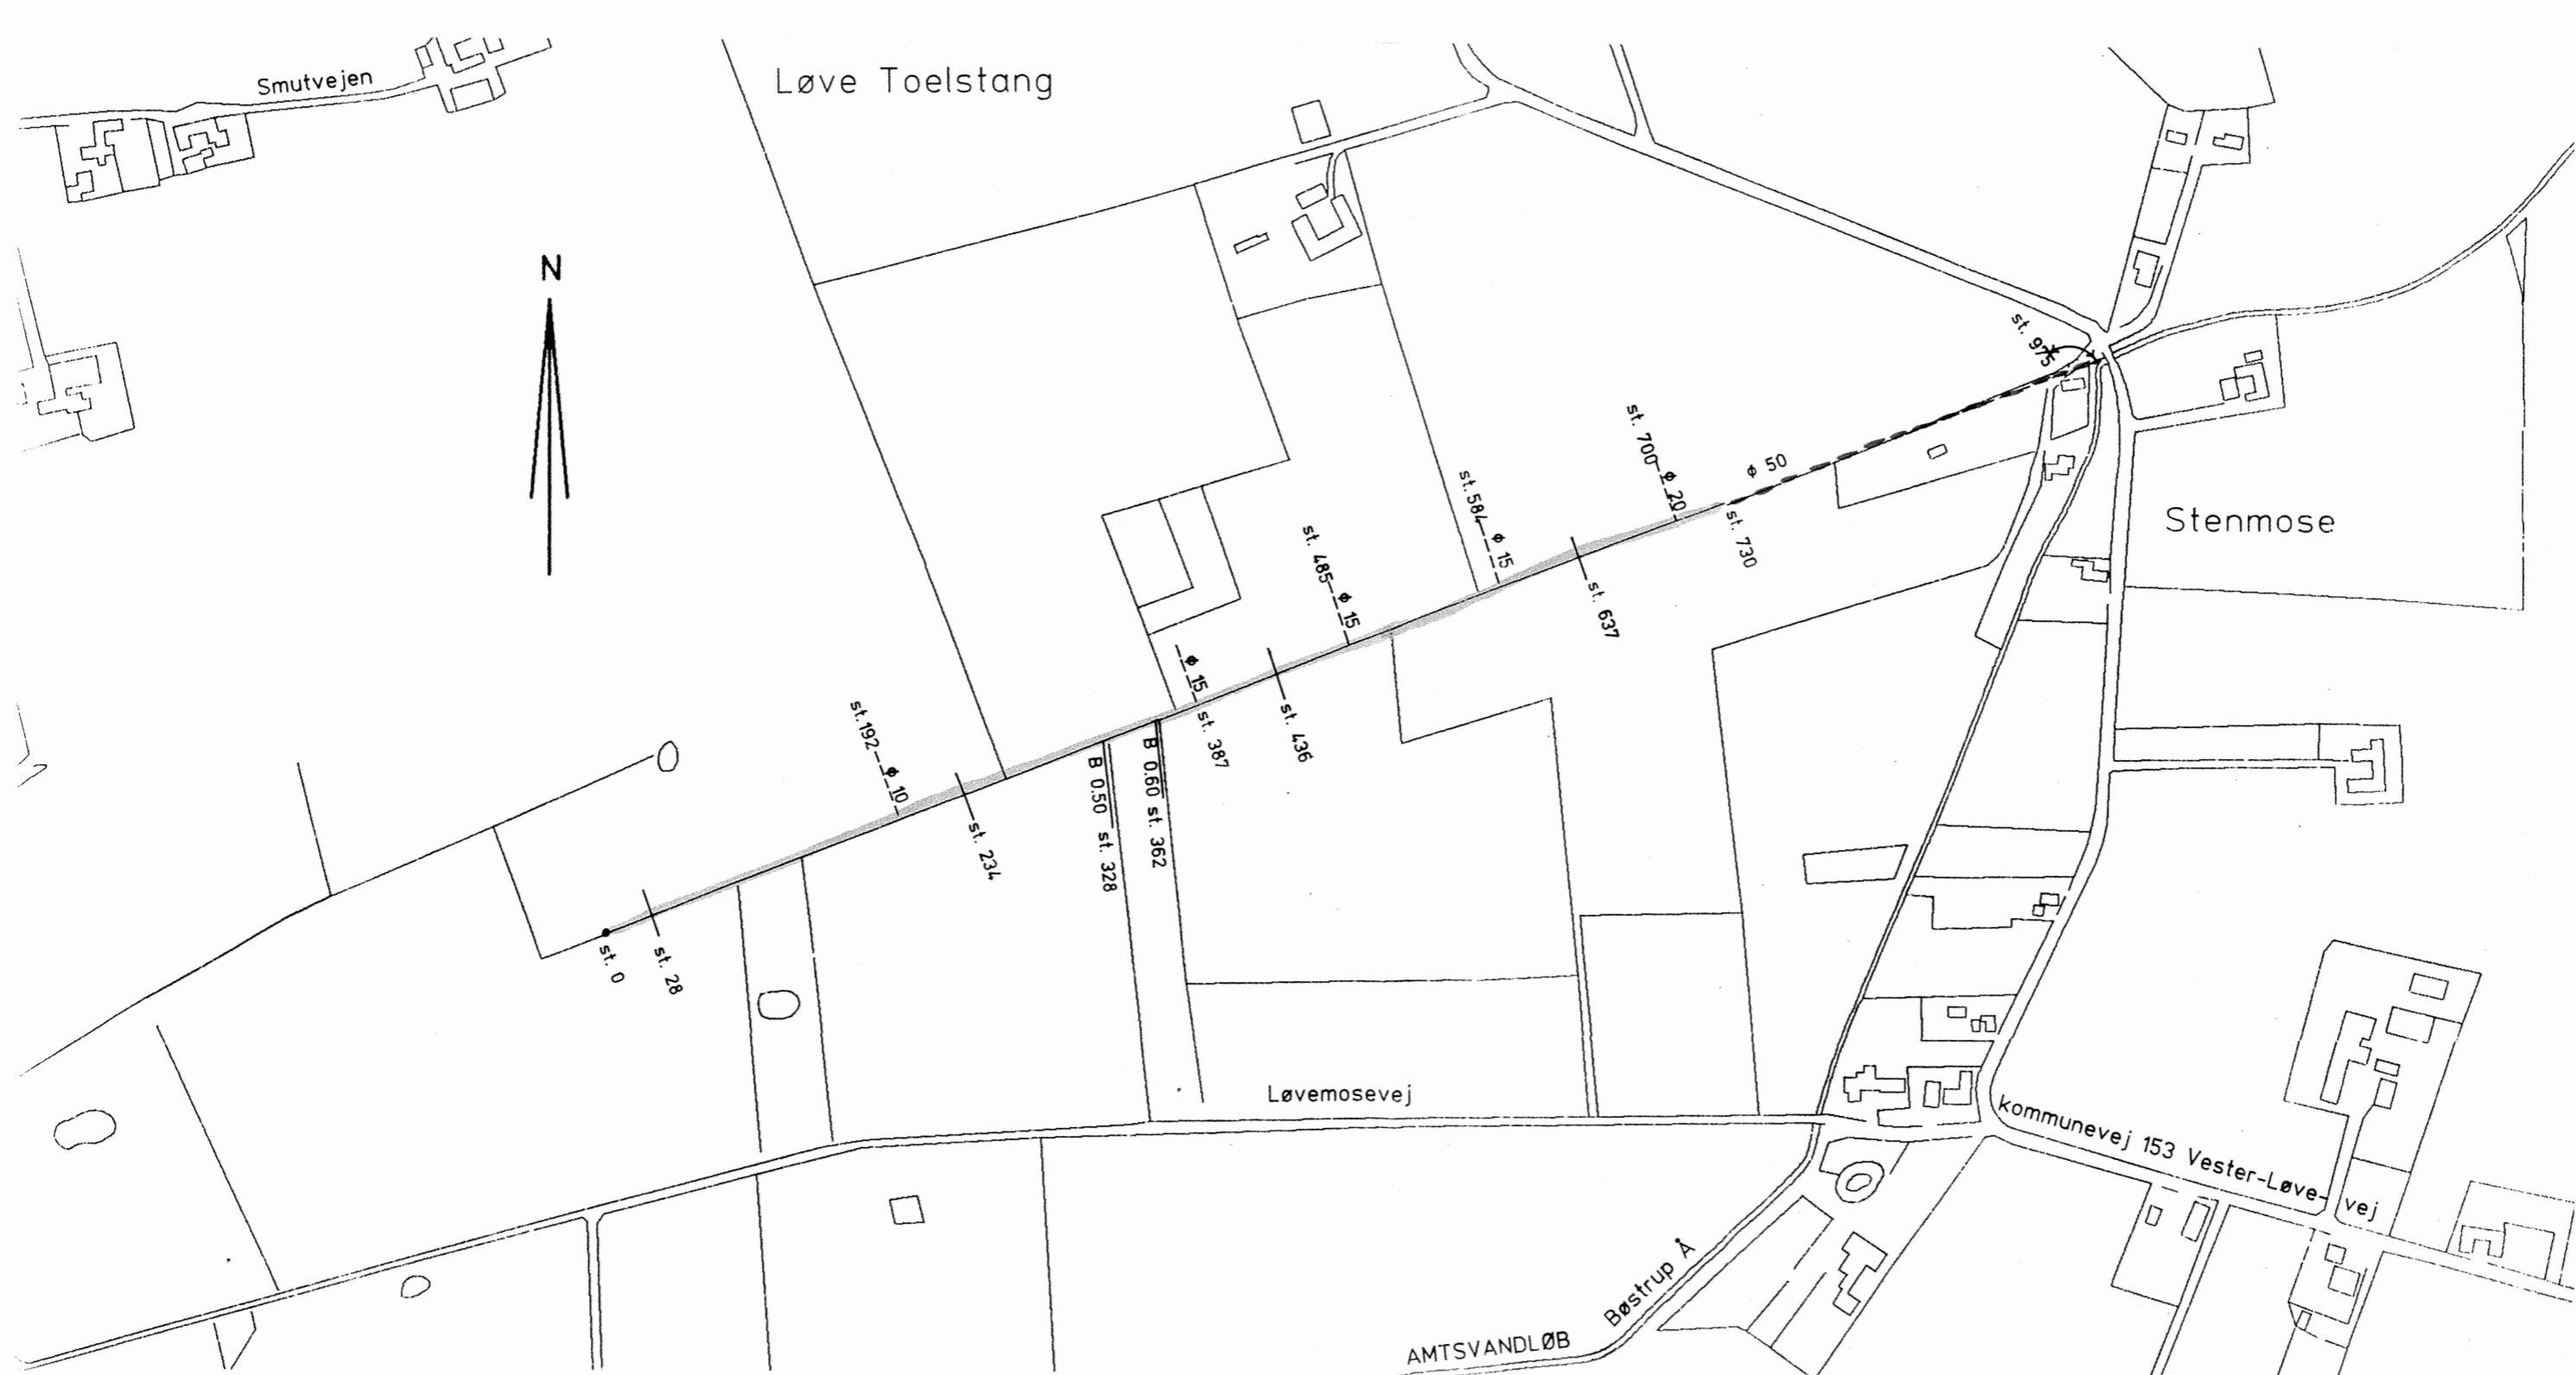 Smutvejen
Løve Toelstang
N
st. 975
st. 700 ø 20
ø 50
st. 730
Stenmose
st. 584 ø 15
st. 637
st. 485 ø 15
ø 15
st. 387
st. 436
st. 192 ø 10
st. 234
B 0.50 st. 328
B 0.60 st. 362
st. 0
st. 28
Løvemosevej
kommunevej 153 Vester-Løve-vej
Bøstrup Å
AMTSVANDLØB